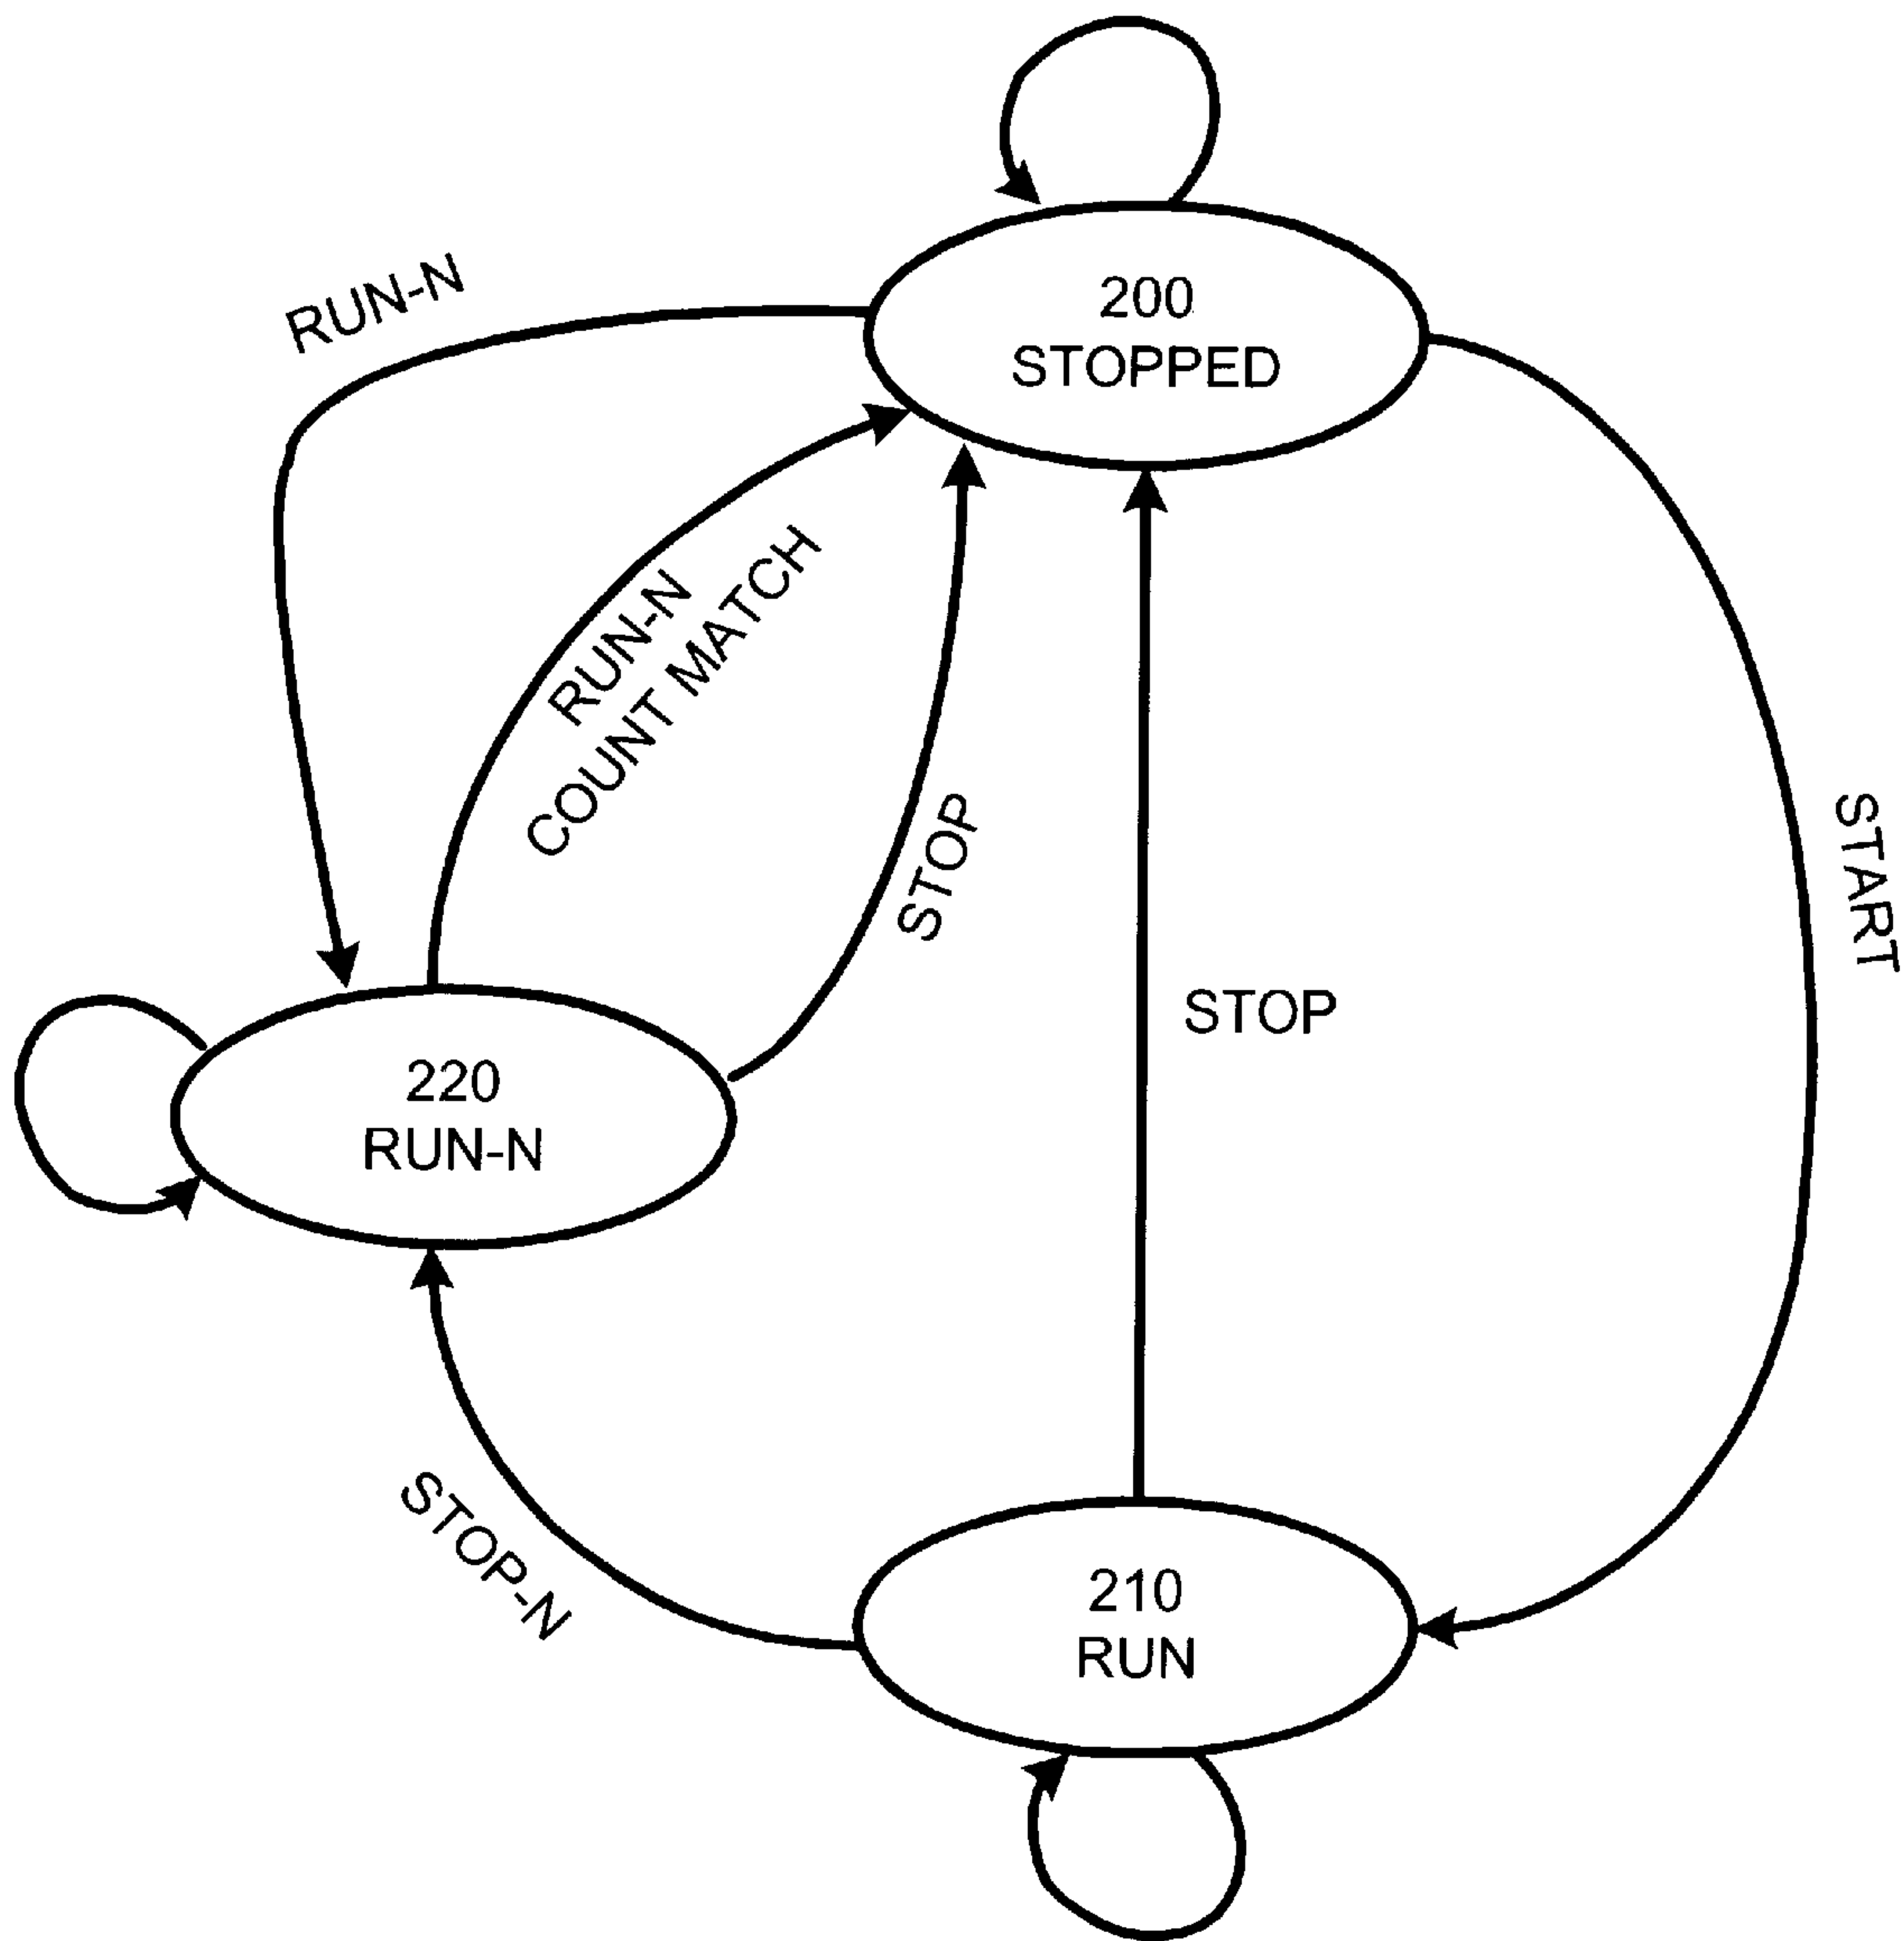 200
STOPPED
RUN-N
RUN-N
COUNT MATCH
STOP
START
STOP
220
RUN-N
STOP-N
210
RUN